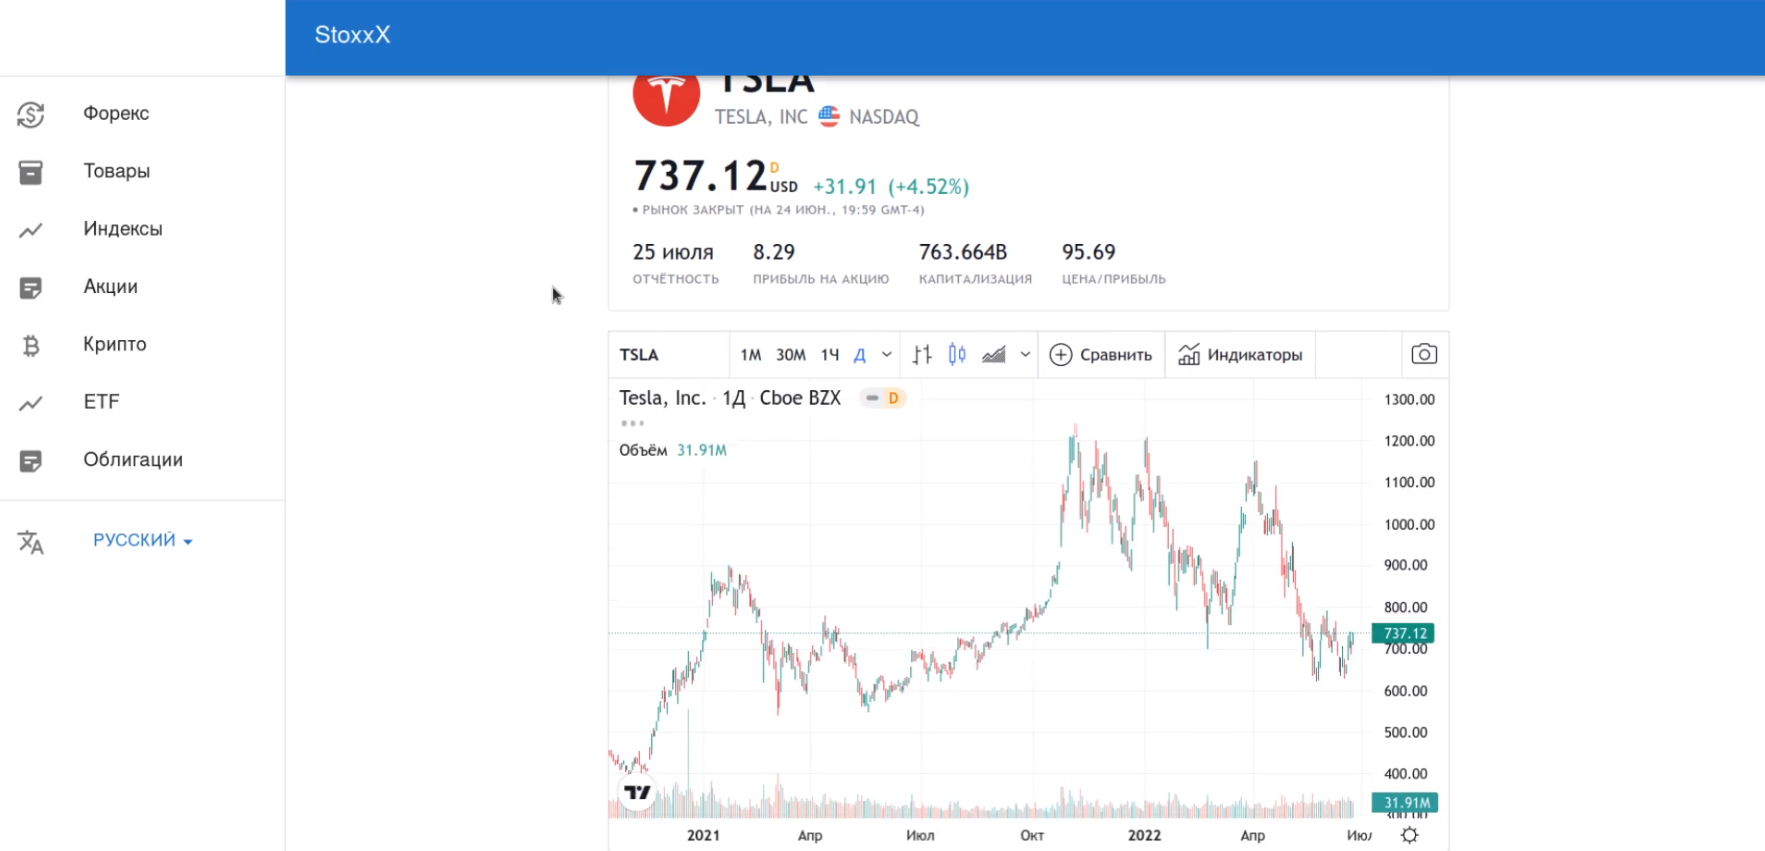 StoxxX
Форекс
Товары
Индексы
Акции
Крипто
ETF
Облигации
РУССКИЙ
TSLA
TESLA, INC NASDAQ
737.12 D USD +31.91 (+4.52%)
• РЫНОК ЗАКРЫТ (НА 24 ИЮН., 19:59 GMT-4)
25 июля 8.29 763.664B 95.69
ОТЧЁТНОСТЬ ПРИБЫЛЬ НА АКЦИЮ КАПИТАЛИЗАЦИЯ ЦЕНА/ПРИБЫЛЬ
TSLA 1М 30М 1Ч Д Сравнить Индикаторы
Tesla, Inc. · 1Д · Cboe BZX D
Объём 31.91M
1300.00
1200.00
1100.00
1000.00
900.00
800.00
737.12
700.00
600.00
500.00
400.00
31.91M
300.00
2021 Апр Июл Окт 2022 Апр Июл